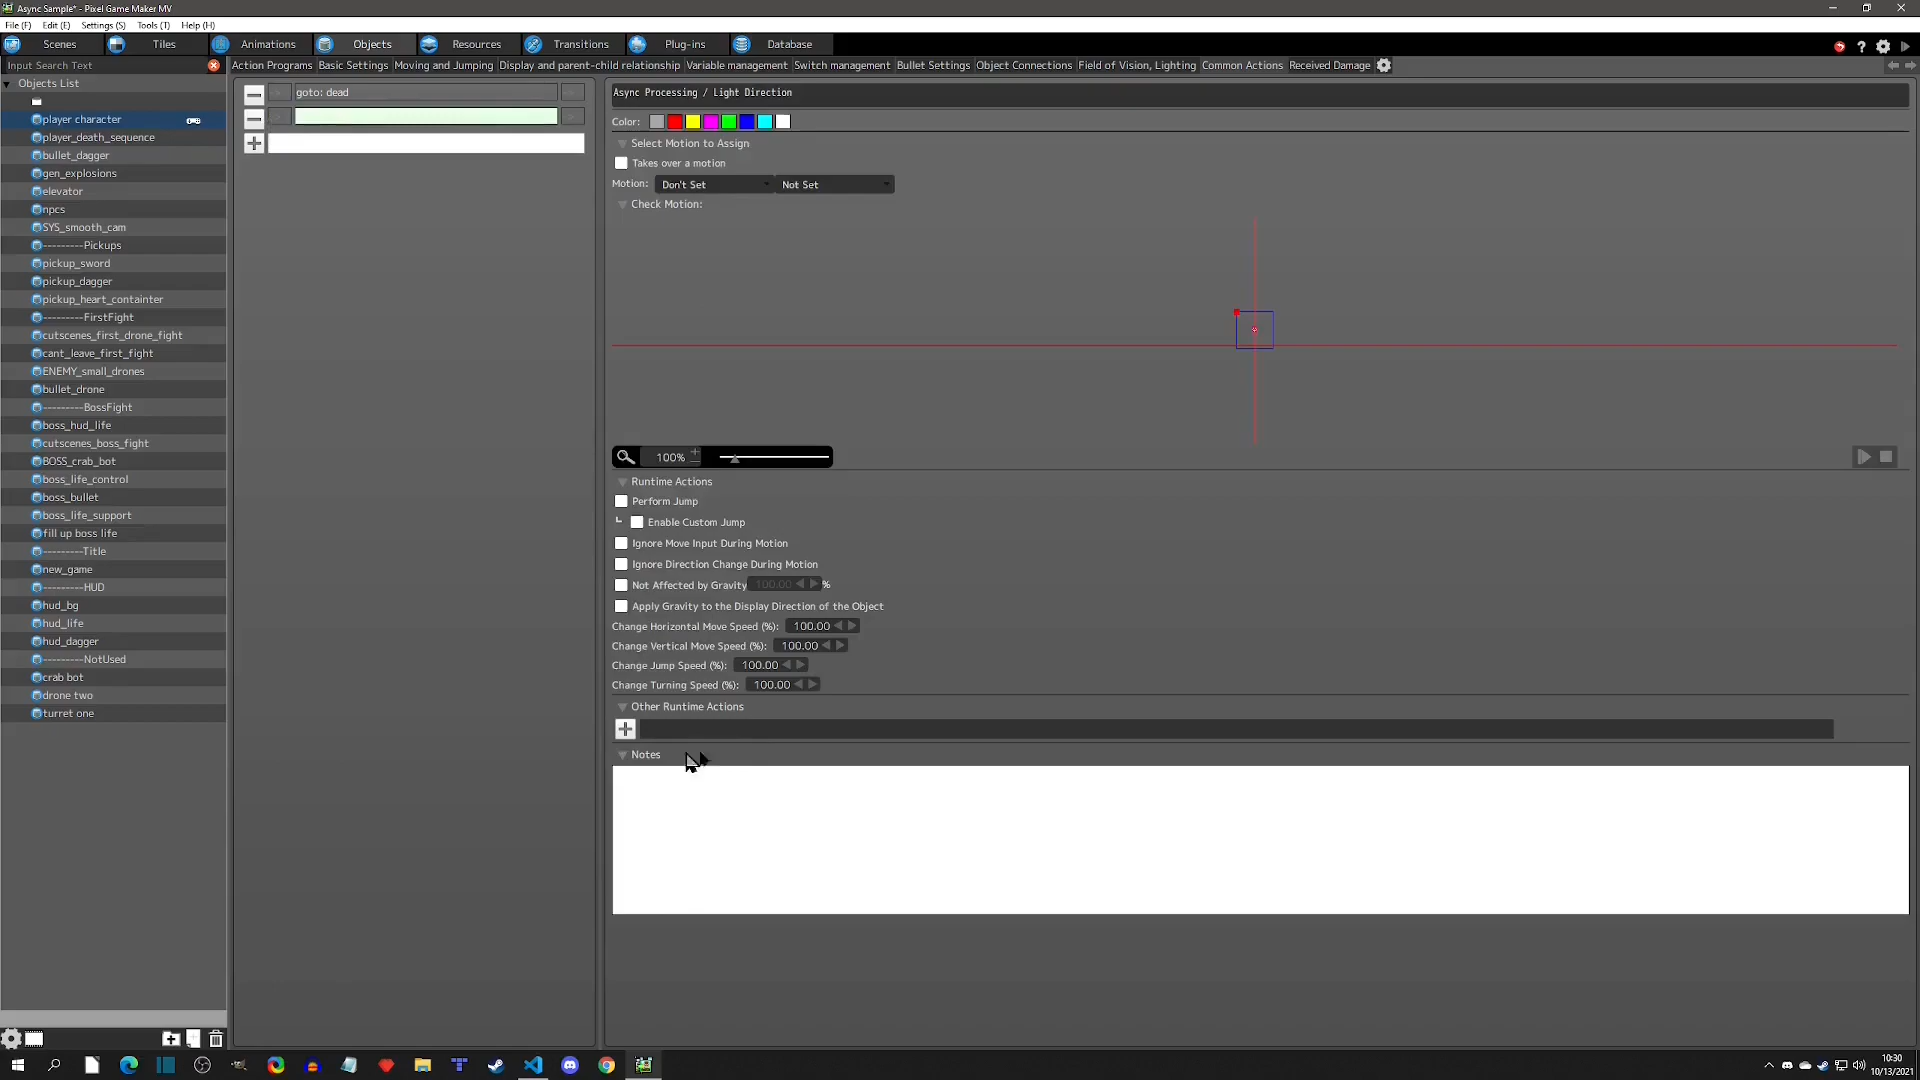 Async Sample* - Pixel Game Maker MV
File (F) Edit (E) Settings (S) Tools (T) Help (H)
Scenes Tiles Animations Objects Resources Transitions Plug-ins Database
Input Search Text
Action Programs Basic Settings Moving and Jumping Display and parent-child relationship Variable management Switch management Bullet Settings Object Connections Field of Vision, Lighting Common Actions Received Damage
Objects List
player character
player_death_sequence
bullet_dagger
gen_explosions
elevator
npcs
SYS_smooth_cam
---------Pickups
pickup_sword
pickup_dagger
pickup_heart_containter
---------FirstFight
cutscenes_first_drone_fight
cant_leave_first_fight
ENEMY_small_drones
bullet_drone
---------BossFight
boss_hud_life
cutscenes_boss_fight
BOSS_crab_bot
boss_life_control
boss_bullet
boss_life_support
fill up boss life
---------Title
new_game
---------HUD
hud_bg
hud_life
hud_dagger
---------NotUsed
crab bot
drone two
turret one
goto: dead
Async Processing / Light Direction
Color:
Select Motion to Assign
Takes over a motion
Motion: Don't Set Not Set
Check Motion:
100%
Runtime Actions
Perform Jump
Enable Custom Jump
Ignore Move Input During Motion
Ignore Direction Change During Motion
Not Affected by Gravity 100.00 %
Apply Gravity to the Display Direction of the Object
Change Horizontal Move Speed (%): 100.00
Change Vertical Move Speed (%): 100.00
Change Jump Speed (%): 100.00
Change Turning Speed (%): 100.00
Other Runtime Actions
Notes
10:30
10/13/2021